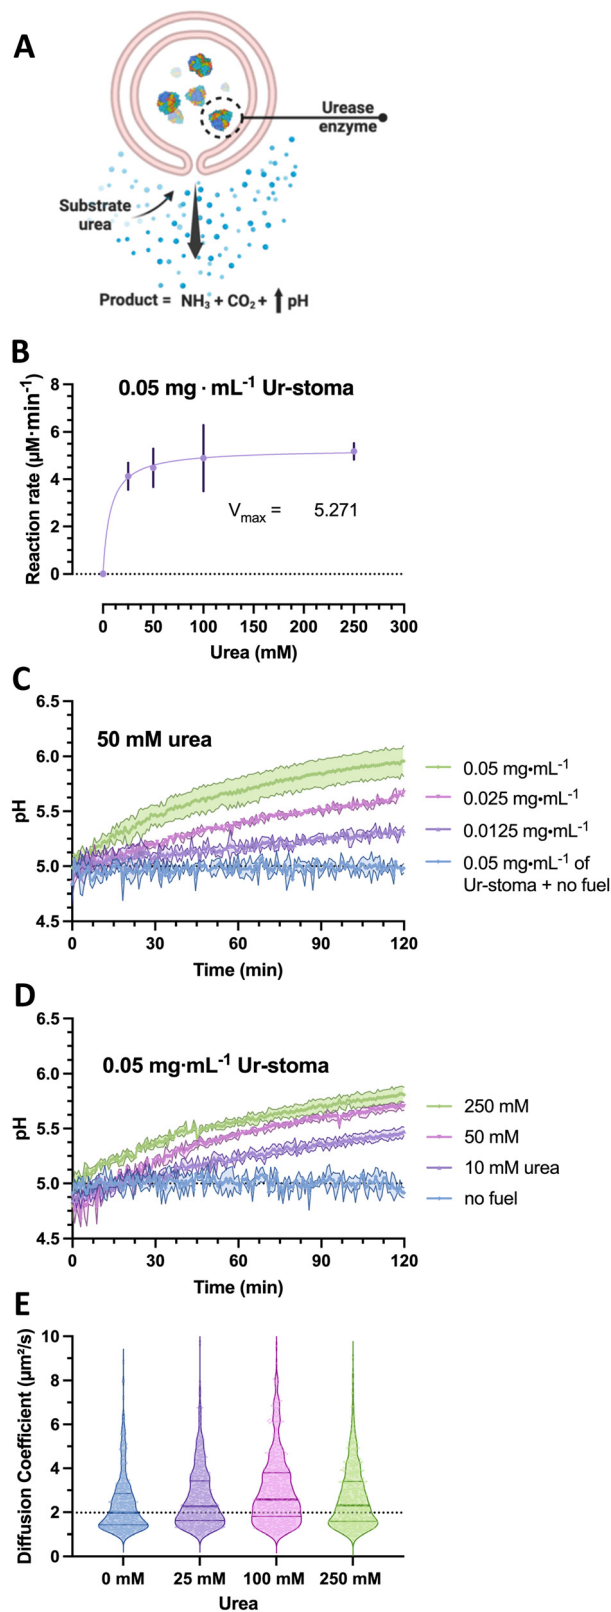 A
Urease
enzyme
Substrate
urea
Product = NH₃ + CO₂ + ⬆ pH
B
0.05 mg · mL⁻¹ Ur-stoma
Reaction rate (μM·min⁻¹)
8
6
4
2
0
Vmax = 5.271
0 50 100 150 200 250 300
Urea (mM)
C
50 mM urea
pH
6.5
6.0
5.5
5.0
4.5
0 30 60 90 120
Time (min)
0.05 mg•mL⁻¹
0.025 mg•mL⁻¹
0.0125 mg•mL⁻¹
0.05 mg•mL⁻¹ of
Ur-stoma + no fuel
D
0.05 mg·mL⁻¹ Ur-stoma
pH
6.5
6.0
5.5
5.0
4.5
0 30 60 90 120
Time (min)
250 mM
50 mM
10 mM urea
no fuel
E
Diffusion Coefficient (μm²/s)
10
8
6
4
2
0
0 mM 25 mM 100 mM 250 mM
Urea